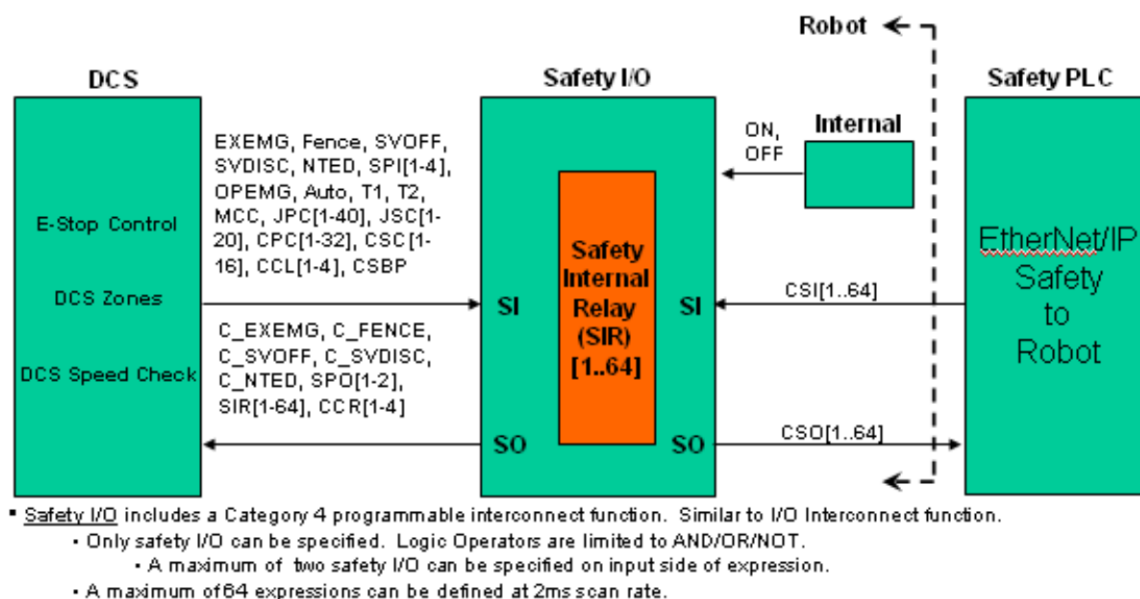 Robot
DCS
Safety I/O
Safety PLC
E-Stop Control
DCS Zones
DCS Speed Check
EXEMG, Fence, SVOFF,
SVDISC, NTED, SPI[1-4],
OPEMG, Auto, T1, T2,
MCC, JPC[1-40], JSC[1-
20], CPC[1-32], CSC[1-
16], CCL[1-4], CSBP
C_EXEMG, C_FENCE,
C_SVOFF, C_SVDISC,
C_NTED, SPO[1-2],
SIR[1-64], CCR[1-4]
SI
SO
Safety
Internal
Relay
(SIR)
[1..64]
SI
SO
ON,
OFF
Internal
CSI[1..64]
CSO[1..64]
EtherNet/IP
Safety
to
Robot
▪ Safety I/O includes a Category 4 programmable interconnect function. Similar to I/O Interconnect function.
• Only safety I/O can be specified. Logic Operators are limited to AND/OR/NOT.
• A maximum of two safety I/O can be specified on input side of expression.
• A maximum of 64 expressions can be defined at 2ms scan rate.